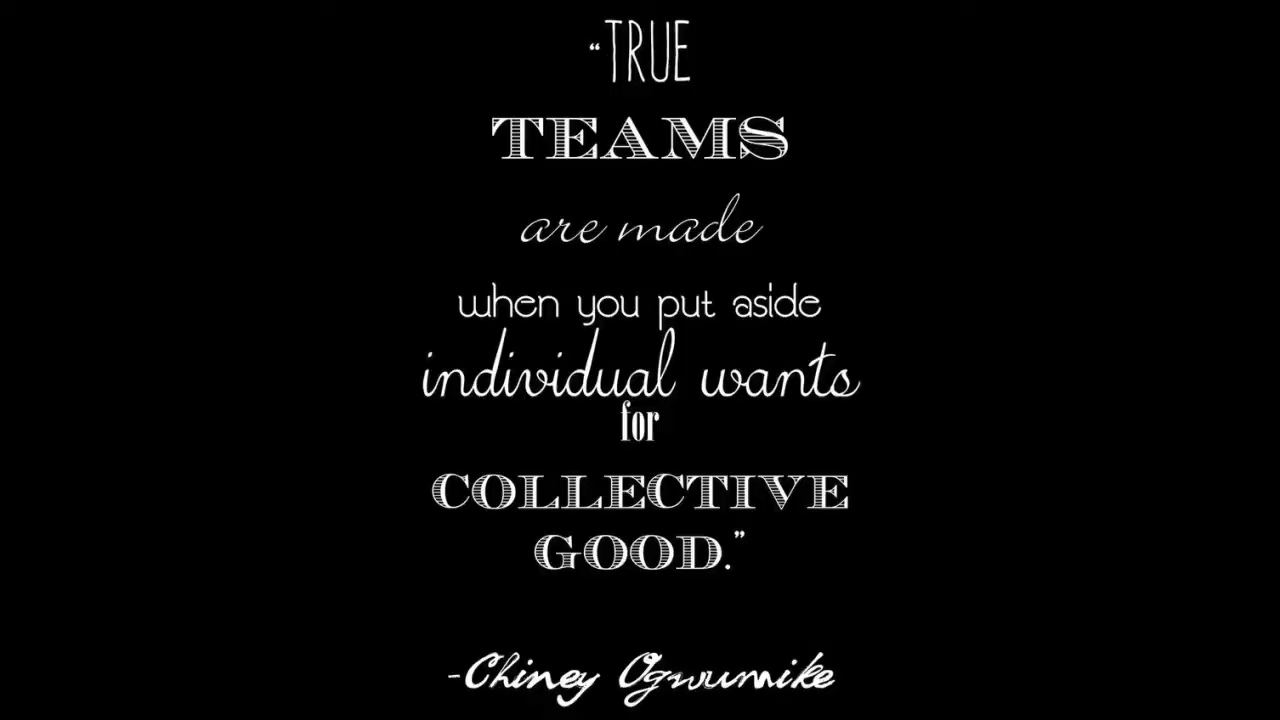 “TRUE
TEAMS
are made
when you put aside
individual wants
for
COLLECTIVE
GOOD.”
-Chiney Ogwumike